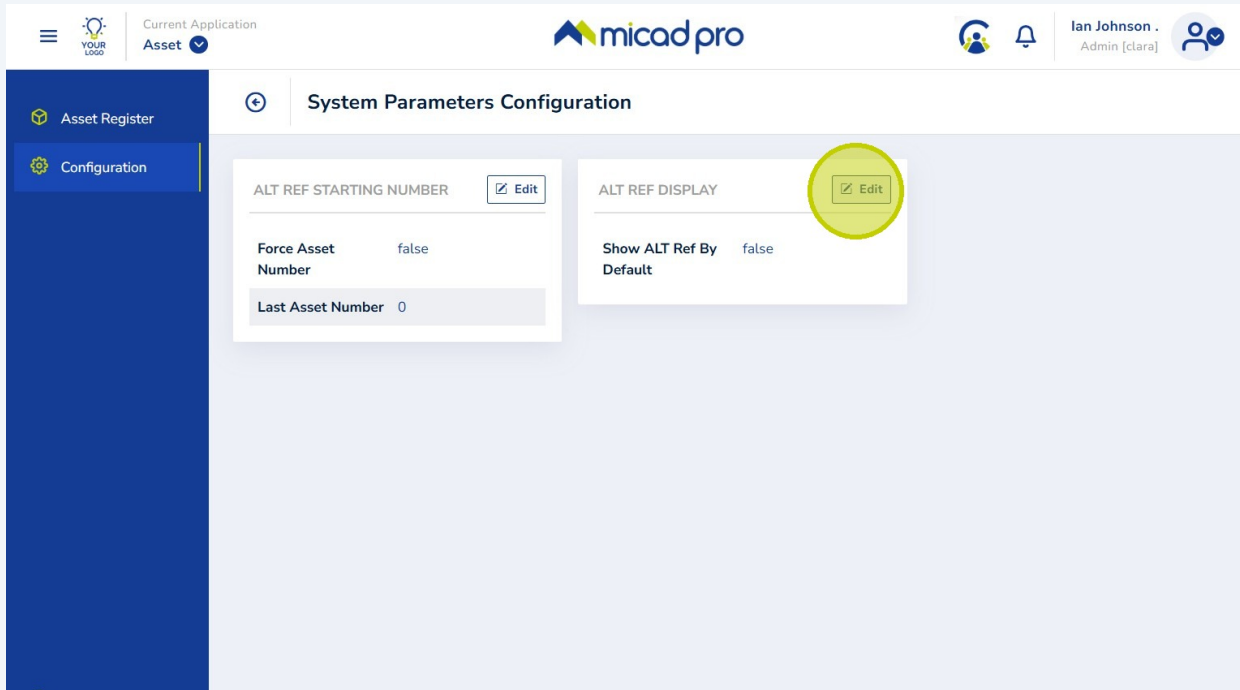 YOUR
LOGO
Current Application
Asset
micad pro
Ian Johnson .
Admin [clara]
Asset Register
Configuration
System Parameters Configuration
ALT REF STARTING NUMBER
Edit
Force Asset
Number
false
Last Asset Number
0
ALT REF DISPLAY
Edit
Show ALT Ref By
Default
false